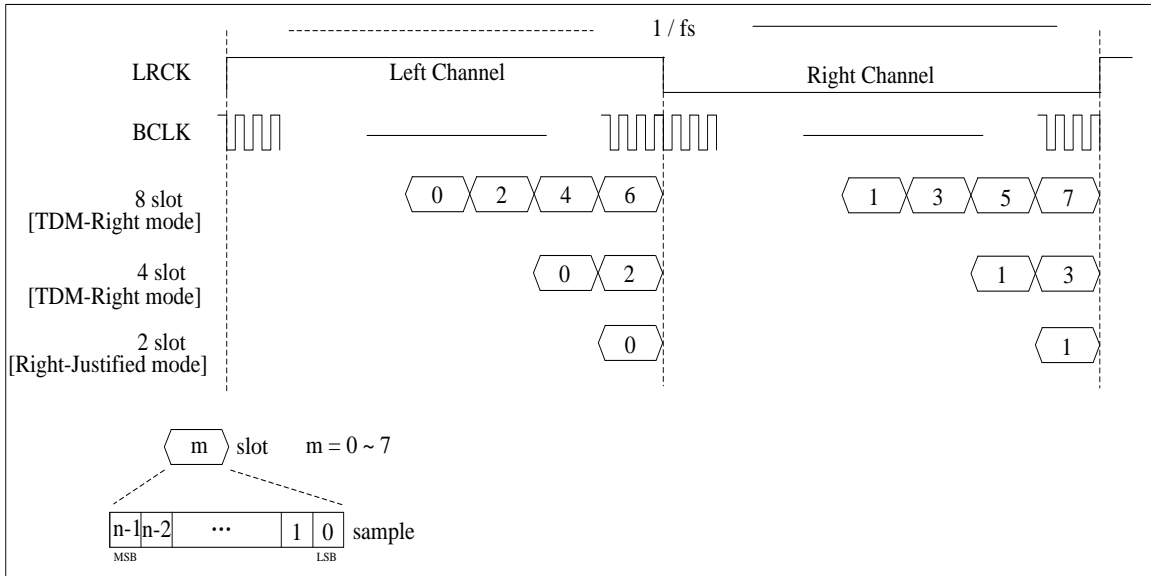 1 / fs
LRCK Left Channel Right Channel
BCLK
8 slot 0 2 4 6 1 3 5 7
[TDM-Right mode]
4 slot 0 2 1 3
[TDM-Right mode]
2 slot 0 1
[Right-Justified mode]
m slot m = 0 ~ 7
n-1 n-2 ... 1 0 sample
MSB LSB